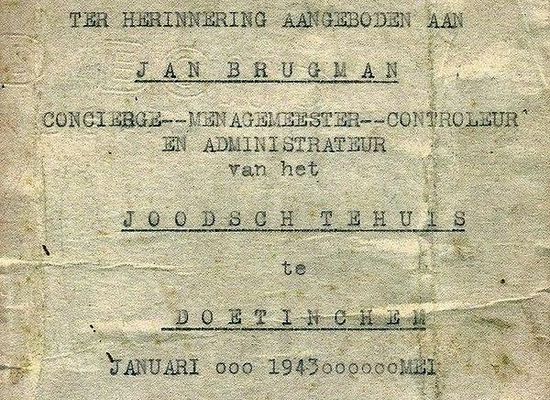 TER HERINNERING AANGEBODEN AAN
JAN BRUGMAN
CONCIERGE--MENAGEMEESTER--CONTROLEUR
EN ADMINISTRATEUR
van het
JOODSCH TEHUIS
te
DOETINCHEM
JANUARI ooo 1943ooooooMEI